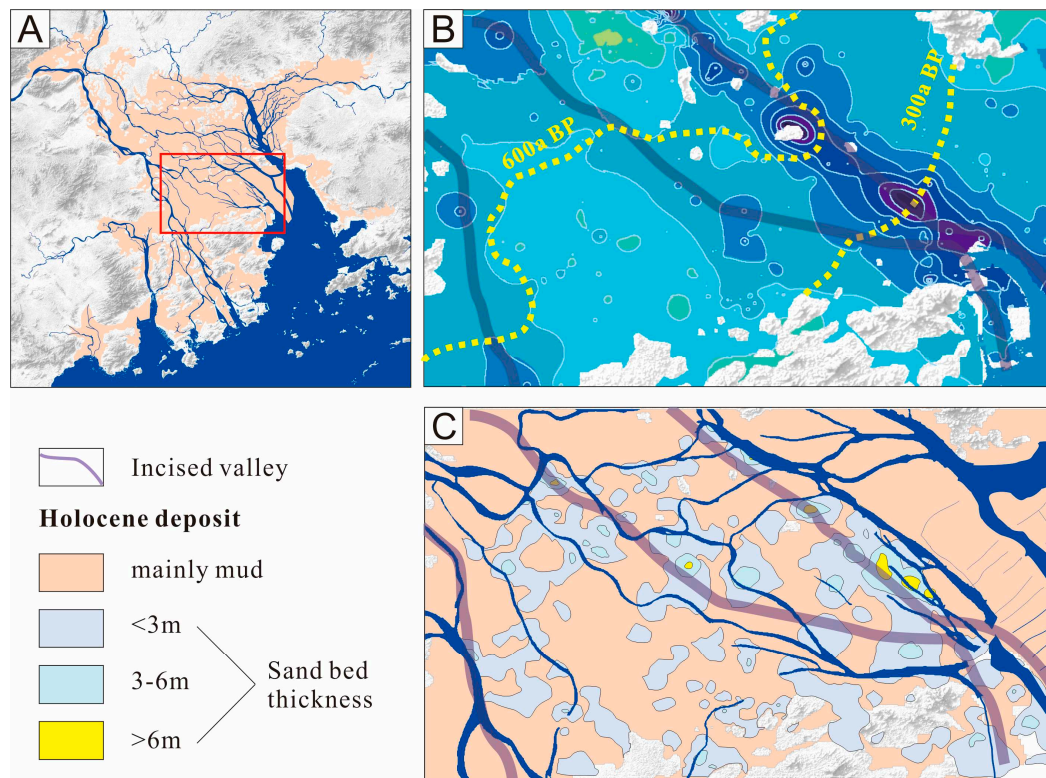 A
B
600a BP
300a BP
C
Incised valley
Holocene deposit
mainly mud
<3m
3-6m
>6m
Sand bed
thickness